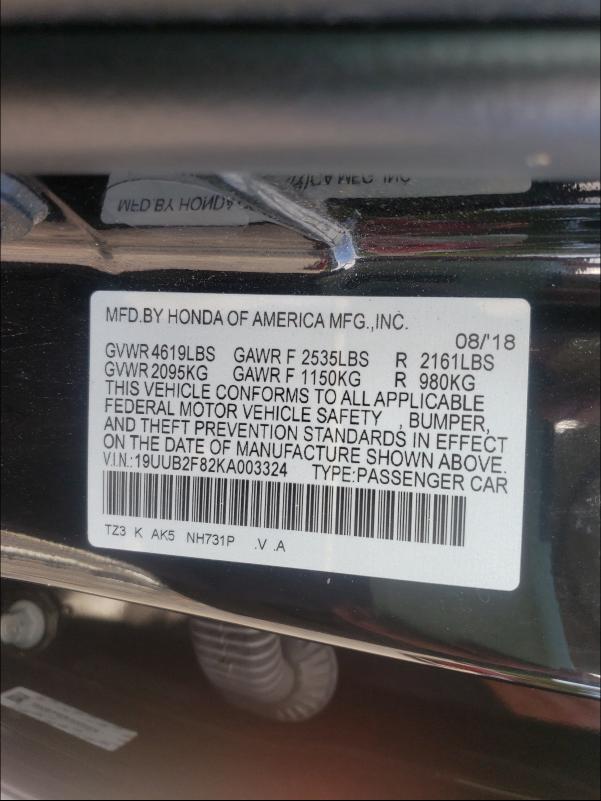 MFD BY HONDA
MFD.BY HONDA OF AMERICA MFG.,INC.
08/'18
GVWR 4619LBS GAWR F 2535LBS R 2161LBS
GVWR 2095KG GAWR F 1150KG R 980KG
THIS VEHICLE CONFORMS TO ALL APPLICABLE
FEDERAL MOTOR VEHICLE SAFETY , BUMPER,
AND THEFT PREVENTION STANDARDS IN EFFECT
ON THE DATE OF MANUFACTURE SHOWN ABOVE.
V.I.N.:19UUB2F82KA003324 TYPE:PASSENGER CAR
TZ3 K AK5 NH731P .V .A